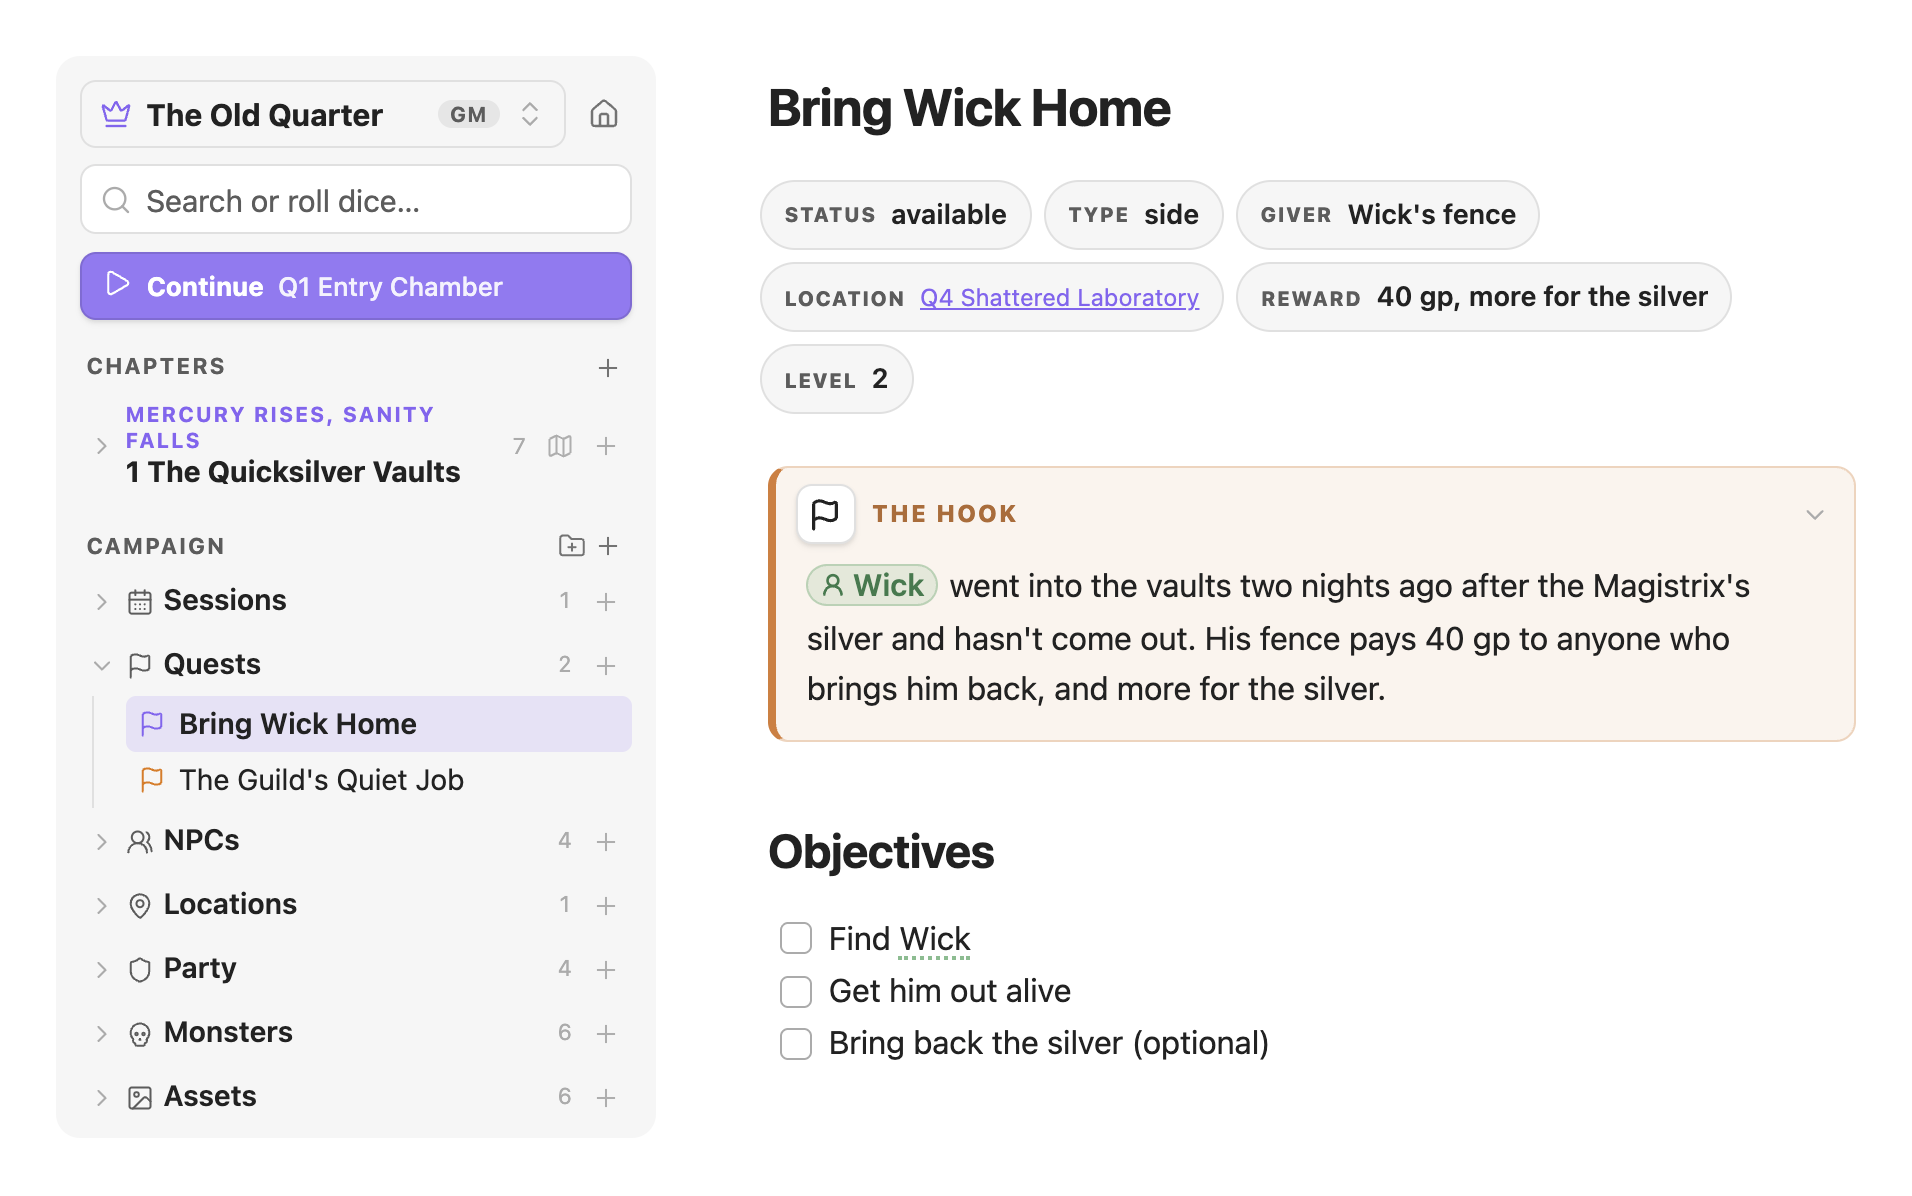 The Old Quarter GM
Search or roll dice...
Continue Q1 Entry Chamber
CHAPTERS
MERCURY RISES, SANITY
FALLS
1 The Quicksilver Vaults
7
CAMPAIGN
Sessions 1
Quests 2
Bring Wick Home
The Guild's Quiet Job
NPCs 4
Locations 1
Party 4
Monsters 6
Assets 6
Bring Wick Home
STATUS available
TYPE side
GIVER Wick's fence
LOCATION Q4 Shattered Laboratory
REWARD 40 gp, more for the silver
LEVEL 2
THE HOOK
Wick went into the vaults two nights ago after the Magistrix's
silver and hasn't come out. His fence pays 40 gp to anyone who
brings him back, and more for the silver.
Objectives
Find Wick
Get him out alive
Bring back the silver (optional)